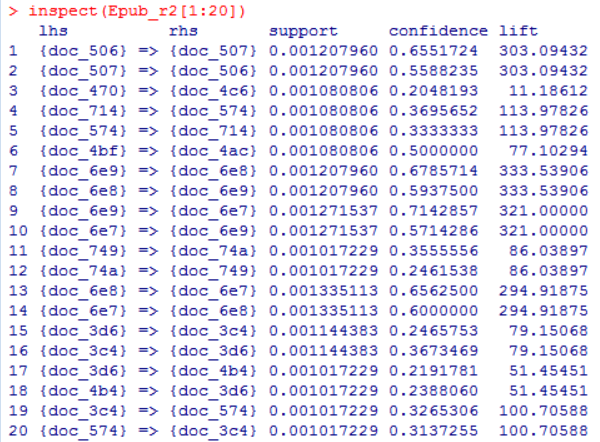 > inspect(Epub_r2[1:20])
lhs rhs support confidence lift
1 {doc_506} => {doc_507} 0.001207960 0.6551724 303.09432
2 {doc_507} => {doc_506} 0.001207960 0.5588235 303.09432
3 {doc_470} => {doc_4c6} 0.001080806 0.2048193 11.18612
4 {doc_714} => {doc_574} 0.001080806 0.3695652 113.97826
5 {doc_574} => {doc_714} 0.001080806 0.3333333 113.97826
6 {doc_4bf} => {doc_4ac} 0.001080806 0.5000000 77.10294
7 {doc_6e9} => {doc_6e8} 0.001207960 0.6785714 333.53906
8 {doc_6e8} => {doc_6e9} 0.001207960 0.5937500 333.53906
9 {doc_6e9} => {doc_6e7} 0.001271537 0.7142857 321.00000
10 {doc_6e7} => {doc_6e9} 0.001271537 0.5714286 321.00000
11 {doc_749} => {doc_74a} 0.001017229 0.3555556 86.03897
12 {doc_74a} => {doc_749} 0.001017229 0.2461538 86.03897
13 {doc_6e8} => {doc_6e7} 0.001335113 0.6562500 294.91875
14 {doc_6e7} => {doc_6e8} 0.001335113 0.6000000 294.91875
15 {doc_3d6} => {doc_3c4} 0.001144383 0.2465753 79.15068
16 {doc_3c4} => {doc_3d6} 0.001144383 0.3673469 79.15068
17 {doc_3d6} => {doc_4b4} 0.001017229 0.2191781 51.45451
18 {doc_4b4} => {doc_3d6} 0.001017229 0.2388060 51.45451
19 {doc_3c4} => {doc_574} 0.001017229 0.3265306 100.70588
20 {doc_574} => {doc_3c4} 0.001017229 0.3137255 100.70588